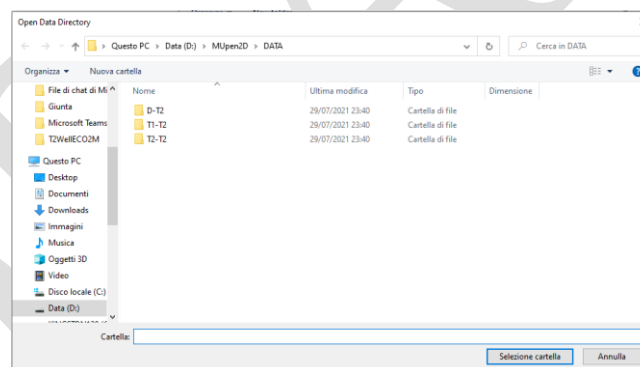 Open Data Directory
Questo PC > Data (D:) > MUpen2D > DATA
Cerca in DATA
Organizza Nuova cartella
Nome Ultima modifica Tipo Dimensione
D-T2 29/07/2021 23:40 Cartella di file
T1-T2 29/07/2021 23:40 Cartella di file
T2-T2 29/07/2021 23:40 Cartella di file
File di chat di Mi
Giunta
Microsoft Teams
T2WellECO2M
Questo PC
Desktop
Documenti
Downloads
Immagini
Musica
Oggetti 3D
Video
Disco locale (C:)
Data (D:)
Cartella:
Selezione cartella Annulla